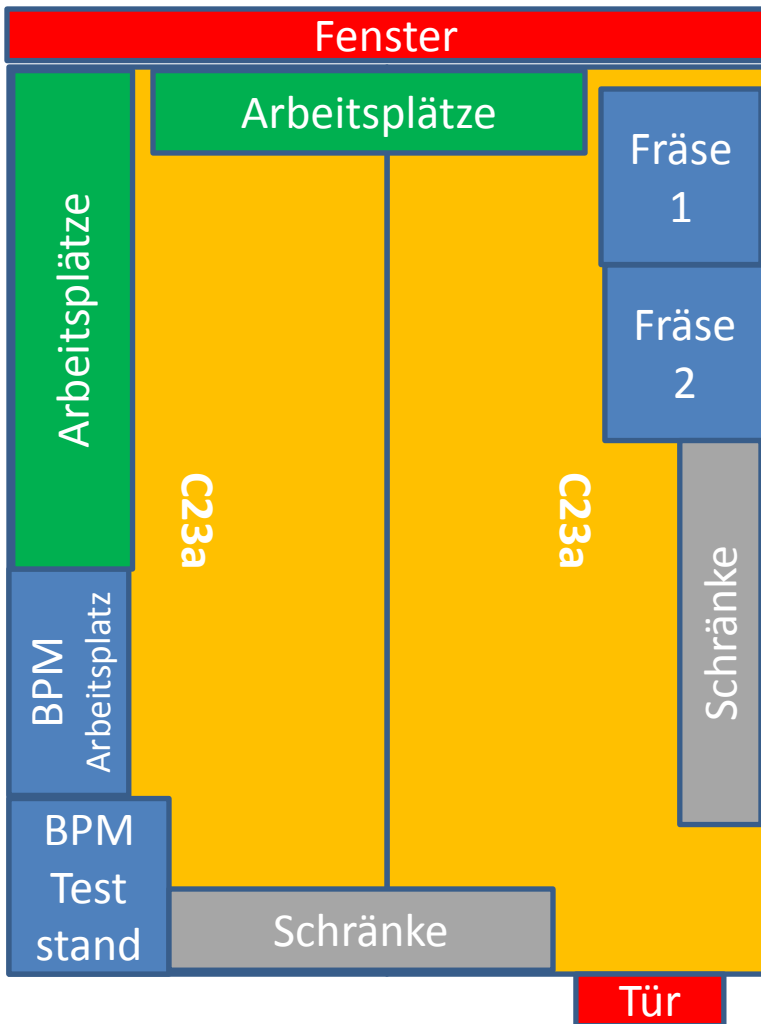 Fenster
Arbeitsplätze
Arbeitsplätze
Fräse
1
Fräse
2
C23a
C23a
Schränke
BPM
Arbeitsplatz
BPM
Test
stand
Schränke
Tür